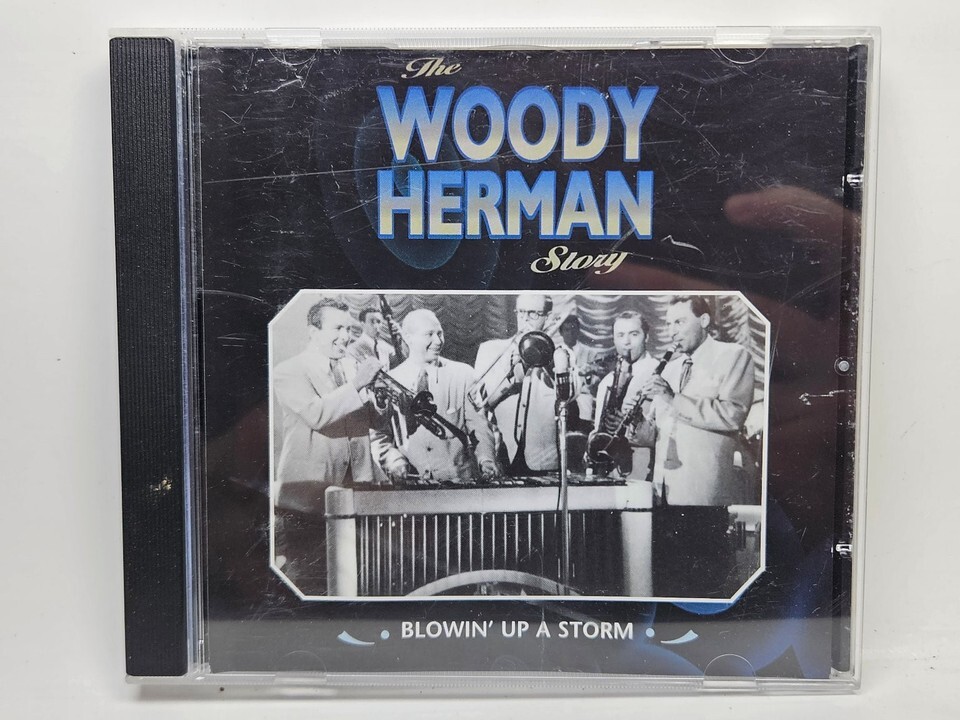 The
WOODY
HERMAN
Story
BLOWIN' UP A STORM